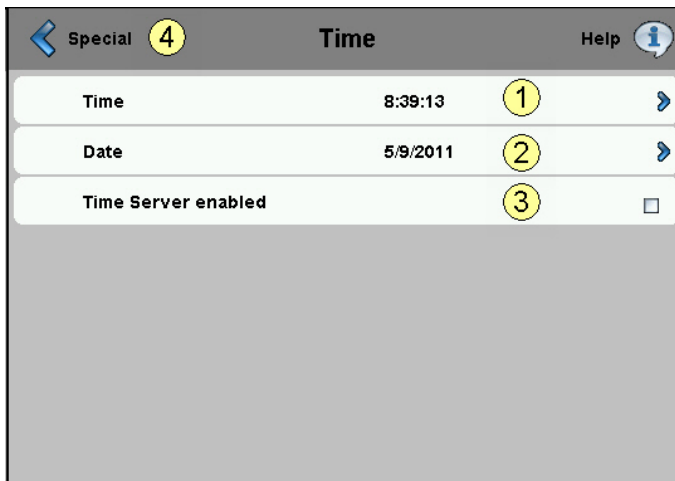 Special 4 Time Help
Time 8:39:13 1
Date 5/9/2011 2
Time Server enabled 3